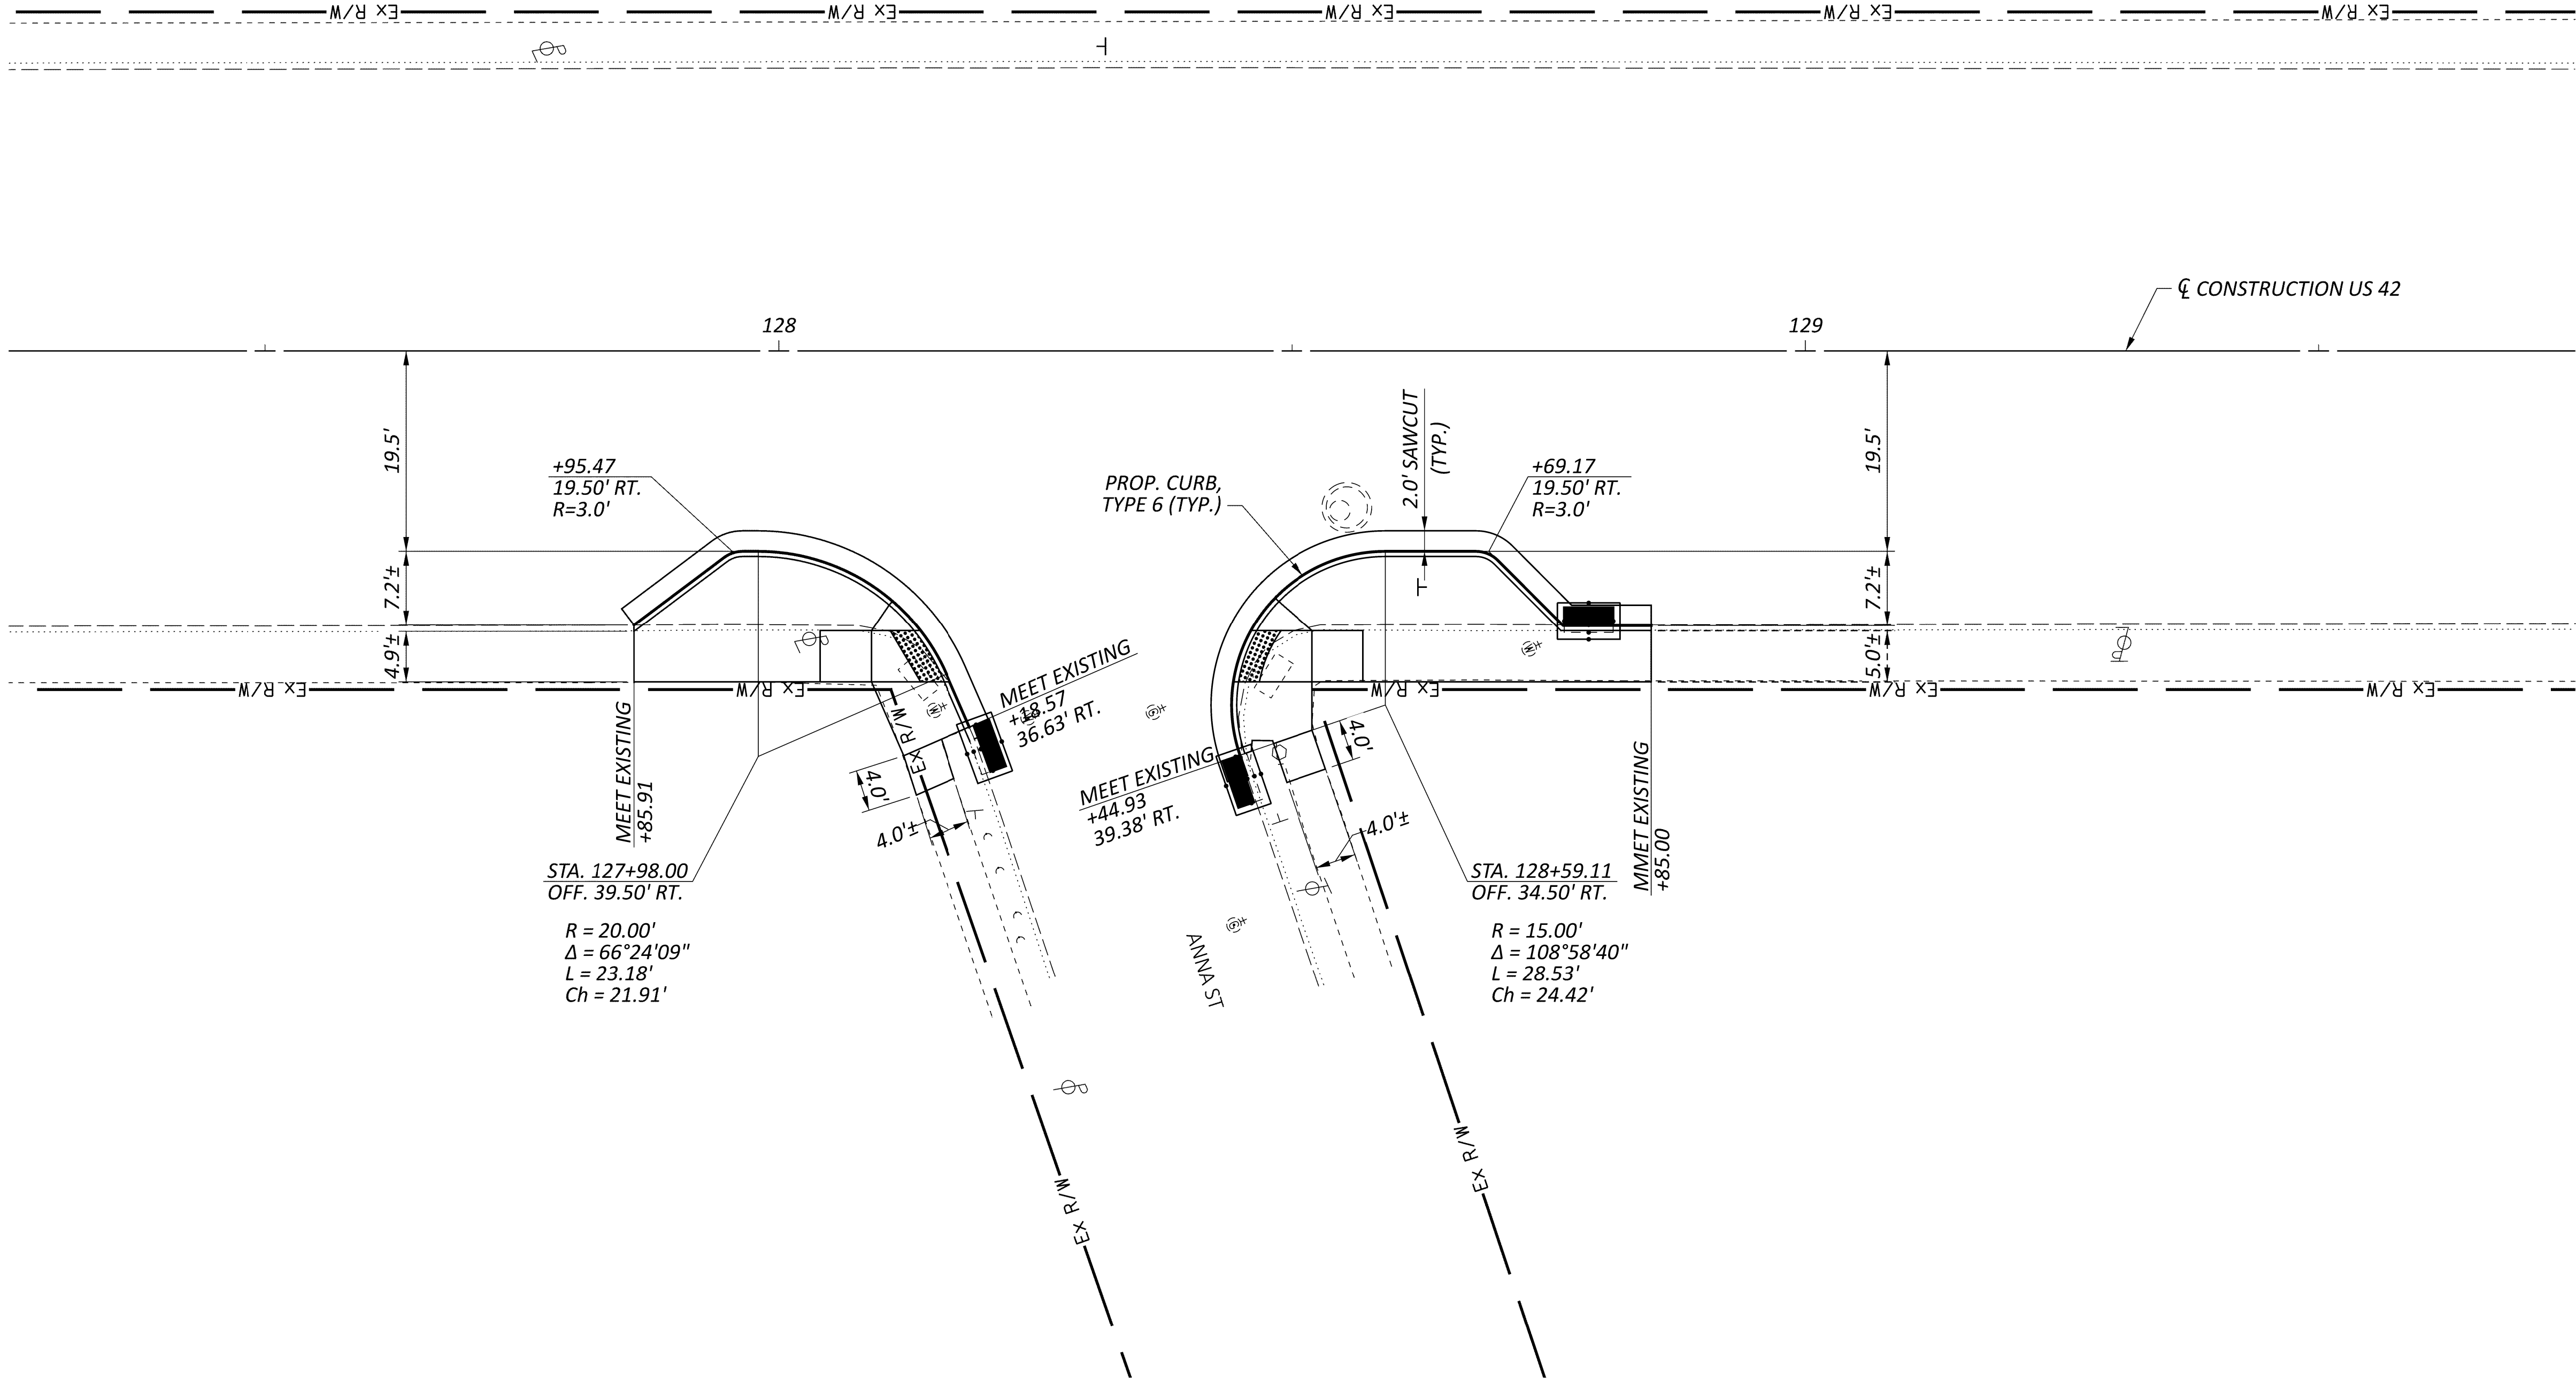 Ex R/W
Ex R/W
Ex R/W
Ex R/W
Ex R/W
℄ CONSTRUCTION US 42
128
129
19.5'
7.2'±
4.9'±
+95.47
19.50' RT.
R=3.0'
PROP. CURB,
TYPE 6 (TYP.)
2.0' SAWCUT
(TYP.)
+69.17
19.50' RT.
R=3.0'
19.5'
7.2'±
5.0'±
Ex R/W
Ex R/W
Ex R/W
Ex R/W
Ex R/W
Ex R/W
MEET EXISTING
+85.91
MEET EXISTING
+18.57
36.63' RT.
MEET EXISTING
+44.93
39.38' RT.
MMEET EXISTING
+85.00
4.0'
4.0'±
4.0'
4.0'±
(W)±
(W)±
(G)±
(G)±
STA. 127+98.00
OFF. 39.50' RT.
R = 20.00'
Δ = 66°24'09"
L = 23.18'
Ch = 21.91'
STA. 128+59.11
OFF. 34.50' RT.
R = 15.00'
Δ = 108°58'40"
L = 28.53'
Ch = 24.42'
ANNA ST
Ex R/W
Ex R/W